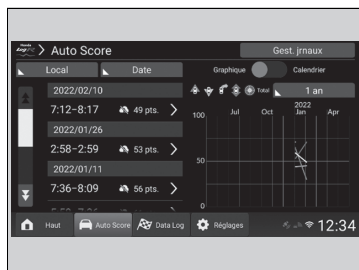 Honda
Log R
Auto Score
Gest. jrnaux
Local
Date
Graphique
Calendrier
Total
1 an
2022/02/10
7:12-8:17
49 pts.
2022/01/26
2:58-2:59
53 pts.
2022/01/11
7:36-8:09
56 pts.
2022
Jul
Oct
Jan
Apr
100
50
0
Haut
Auto Score
Data Log
Réglages
12:34